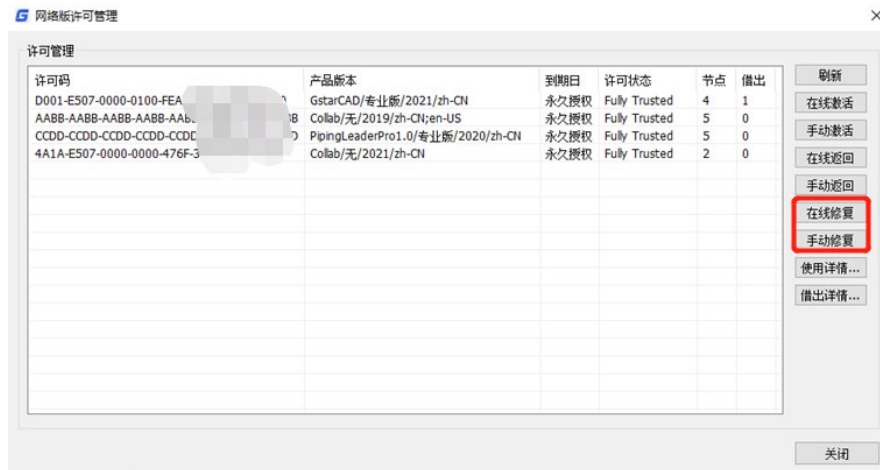 网络版许可管理
许可管理
许可码 产品版本 到期日 许可状态 节点 借出
D001-E507-0000-0100-FEA GstarCAD/专业版/2021/zh-CN 永久授权 Fully Trusted 4 1
AABB-AABB-AABB-AABB-AABB Collab/无/2019/zh-CN;en-US 永久授权 Fully Trusted 5 0
CCDD-CCDD-CCDD-CCDD-CCDD PipingLeaderPro1.0/专业版/2020/zh-CN 永久授权 Fully Trusted 5 0
4A1A-E507-0000-0000-476F-3 Collab/无/2021/zh-CN 永久授权 Fully Trusted 2 0
刷新
在线激活
手动激活
在线返回
手动返回
在线修复
手动修复
使用详情...
借出详情...
关闭